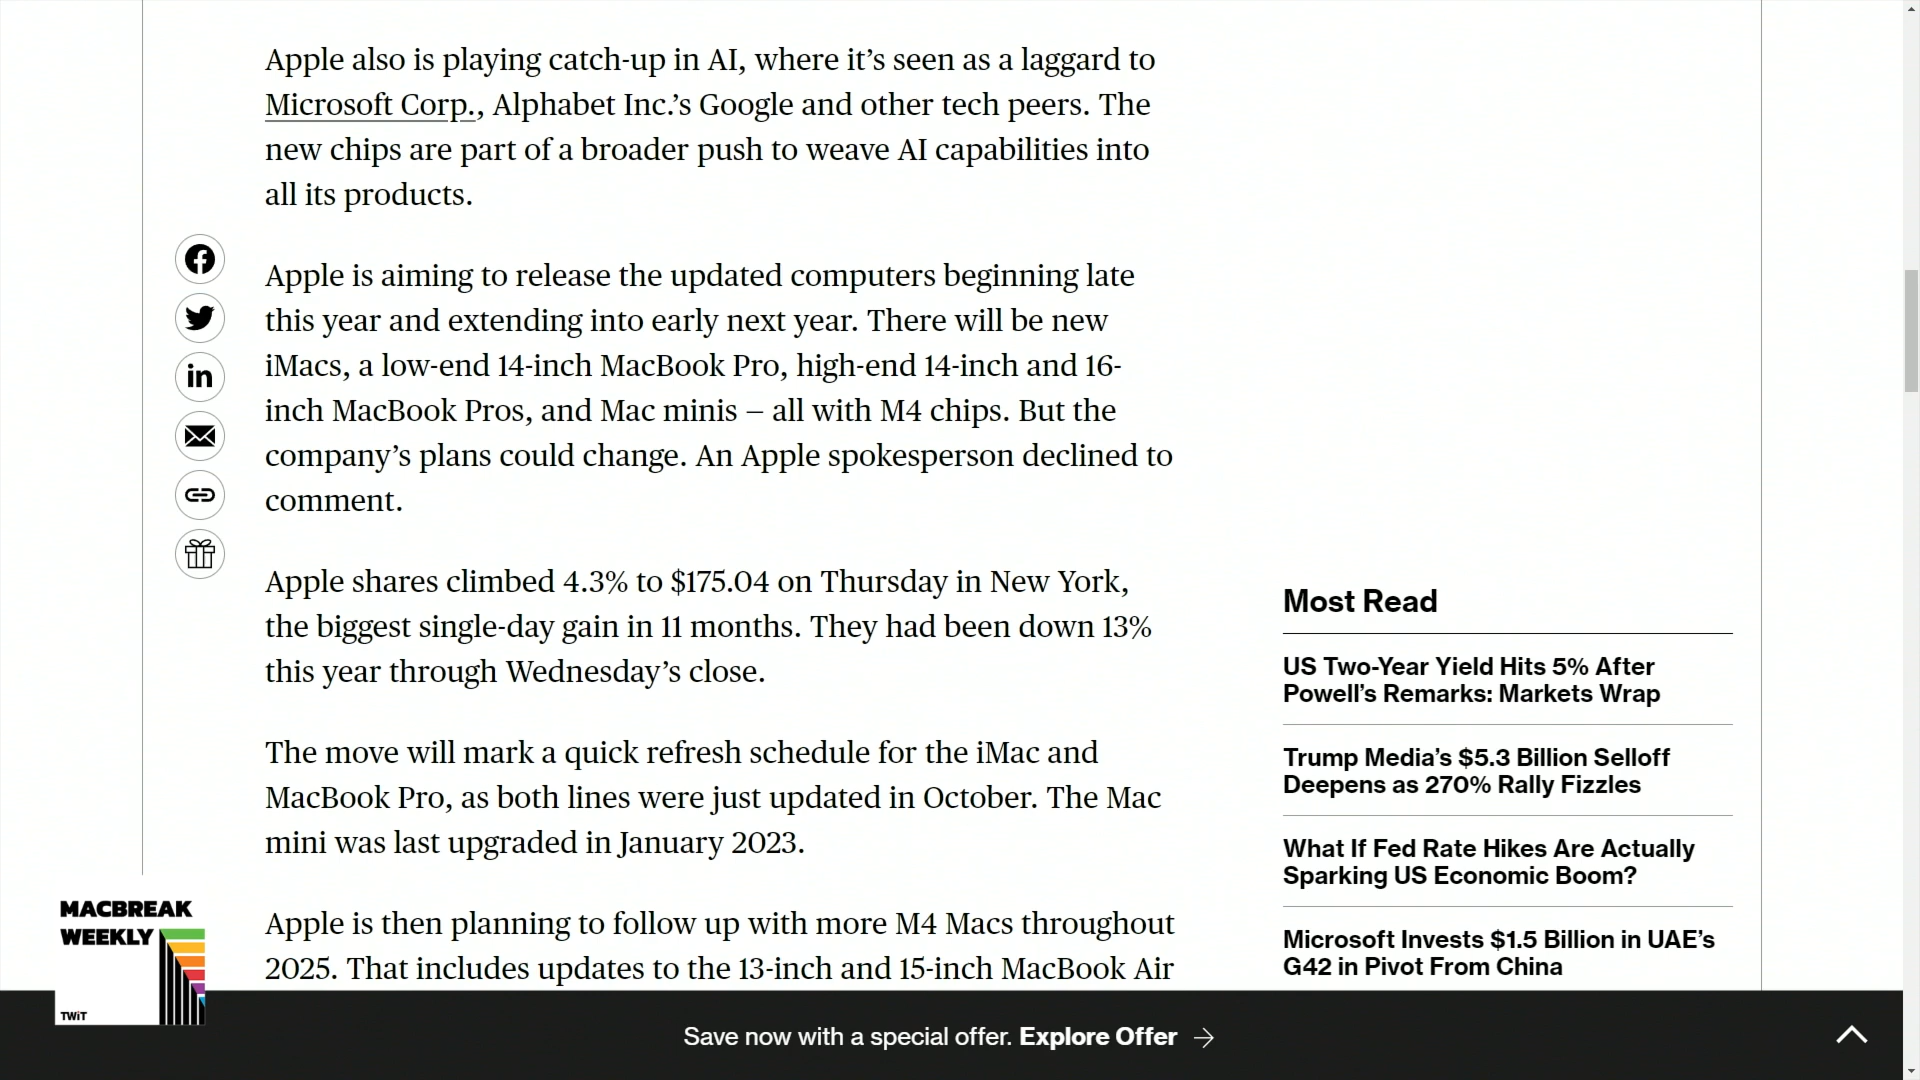 Apple also is playing catch-up in AI, where it’s seen as a laggard to
Microsoft Corp., Alphabet Inc.’s Google and other tech peers. The
new chips are part of a broader push to weave AI capabilities into
all its products.
Apple is aiming to release the updated computers beginning late
this year and extending into early next year. There will be new
iMacs, a low-end 14-inch MacBook Pro, high-end 14-inch and 16-
inch MacBook Pros, and Mac minis — all with M4 chips. But the
company’s plans could change. An Apple spokesperson declined to
comment.
Apple shares climbed 4.3% to $175.04 on Thursday in New York,
the biggest single-day gain in 11 months. They had been down 13%
this year through Wednesday’s close.
The move will mark a quick refresh schedule for the iMac and
MacBook Pro, as both lines were just updated in October. The Mac
mini was last upgraded in January 2023.
Apple is then planning to follow up with more M4 Macs throughout
2025. That includes updates to the 13-inch and 15-inch MacBook Air
Most Read
US Two-Year Yield Hits 5% After
Powell’s Remarks: Markets Wrap
Trump Media’s $5.3 Billion Selloff
Deepens as 270% Rally Fizzles
What If Fed Rate Hikes Are Actually
Sparking US Economic Boom?
Microsoft Invests $1.5 Billion in UAE’s
G42 in Pivot From China
MACBREAK
WEEKLY
TWiT
Save now with a special offer. Explore Offer →